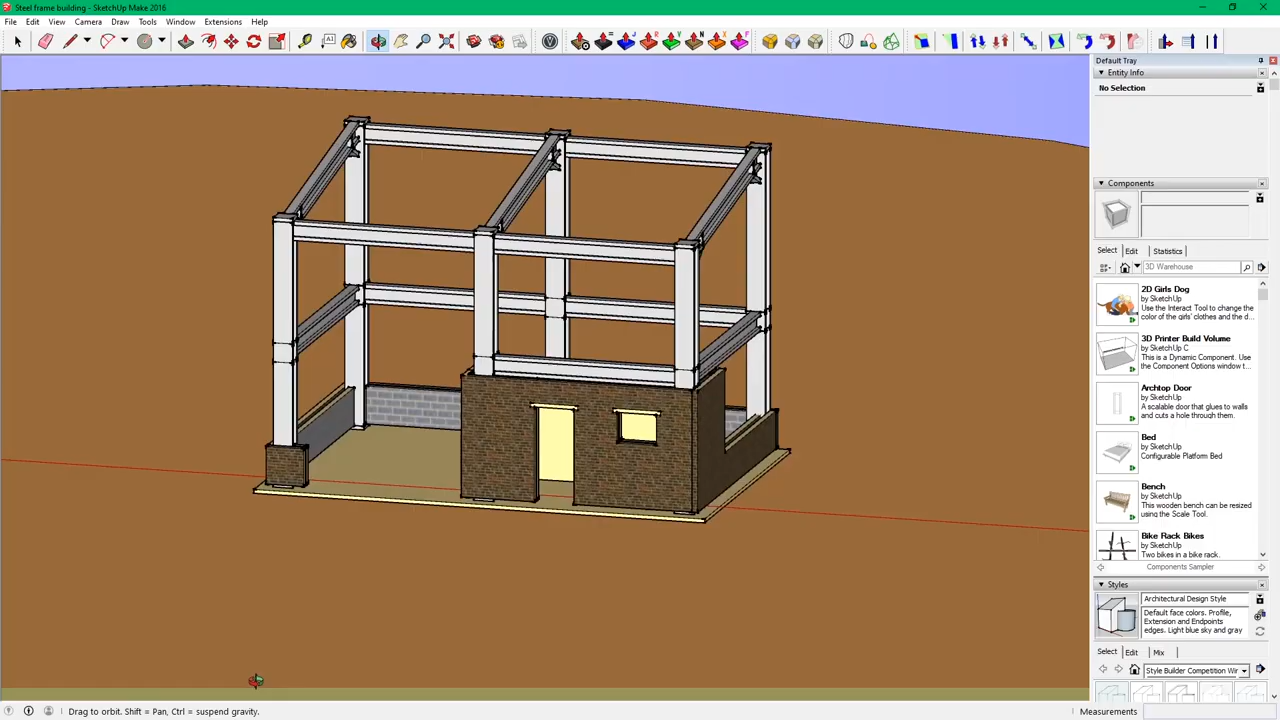 Steel frame building - SketchUp Make 2016
File Edit View Camera Draw Tools Window Extensions Help
Default Tray
Entity Info
No Selection
Components
Select Edit Statistics
3D Warehouse
2D Girls Dog
by SketchUp
Use the Interact Tool to change
the color of the girls' clothes and the d...
3D Printer Build Volume
by SketchUp C
This is a Dynamic Component. Use
the Component Options window t...
Archtop Door
by SketchUp
A scalable door that glues to walls
and cuts a hole through them.
Bed
by SketchUp
Configurable Platform Bed
Bench
by SketchUp
This wooden bench can be resized
using the Scale Tool.
Bike Rack Bikes
by SketchUp
Two bikes in a bike rack.
Components Sampler
Styles
Architectural Design Style
Default face colors. Profile,
Extension and Endpoints
edges. Light blue sky and gray
Select Edit Mix
Style Builder Competition Wir
Drag to orbit. Shift = Pan, Ctrl = suspend gravity.
Measurements